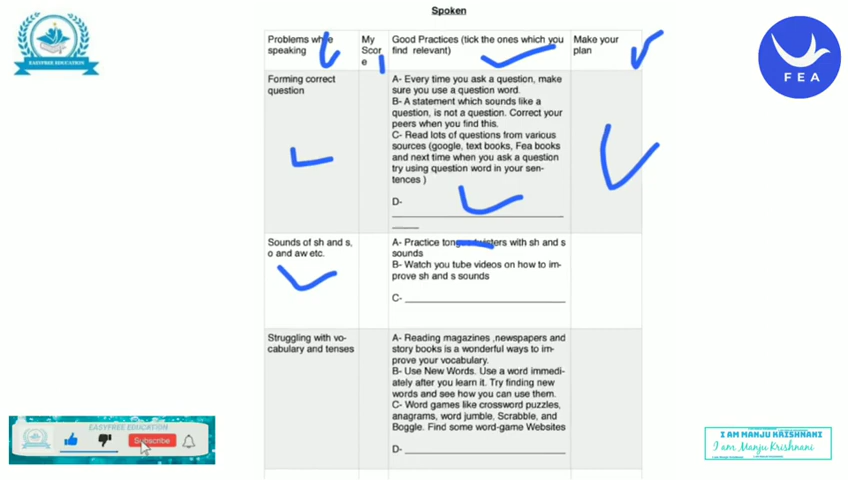 Spoken
EASYFREE EDUCATION
FEA
Problems while
speaking
My
Scor
e
Good Practices (tick the ones which you
find relevant)
Make your
plan
Forming correct
question
A- Every time you ask a question, make
sure you use a question word.
B- A statement which sounds like a
question, is not a question. Correct your
peers when you find this.
C- Read lots of questions from various
sources (google, text books, Fea books
and next time when you ask a question
try using question word in your sen-
tences )
D-
Sounds of sh and s,
o and aw etc.
A- Practice tongue twisters with sh and s
sounds
B- Watch you tube videos on how to im-
prove sh and s sounds
C-
Struggling with vo-
cabulary and tenses
A- Reading magazines ,newspapers and
story books is a wonderful ways to im-
prove your vocabulary.
B- Use New Words. Use a word immedi-
ately after you learn it. Try finding new
words and see how you can use them.
C- Word games like crossword puzzles,
anagrams, word jumble, Scrabble, and
Boggle. Find some word-game Websites
D-
EASYFREE EDUCATION
Subscribe
I AM MANJU KRISHNANI
I am Manju Krishnani